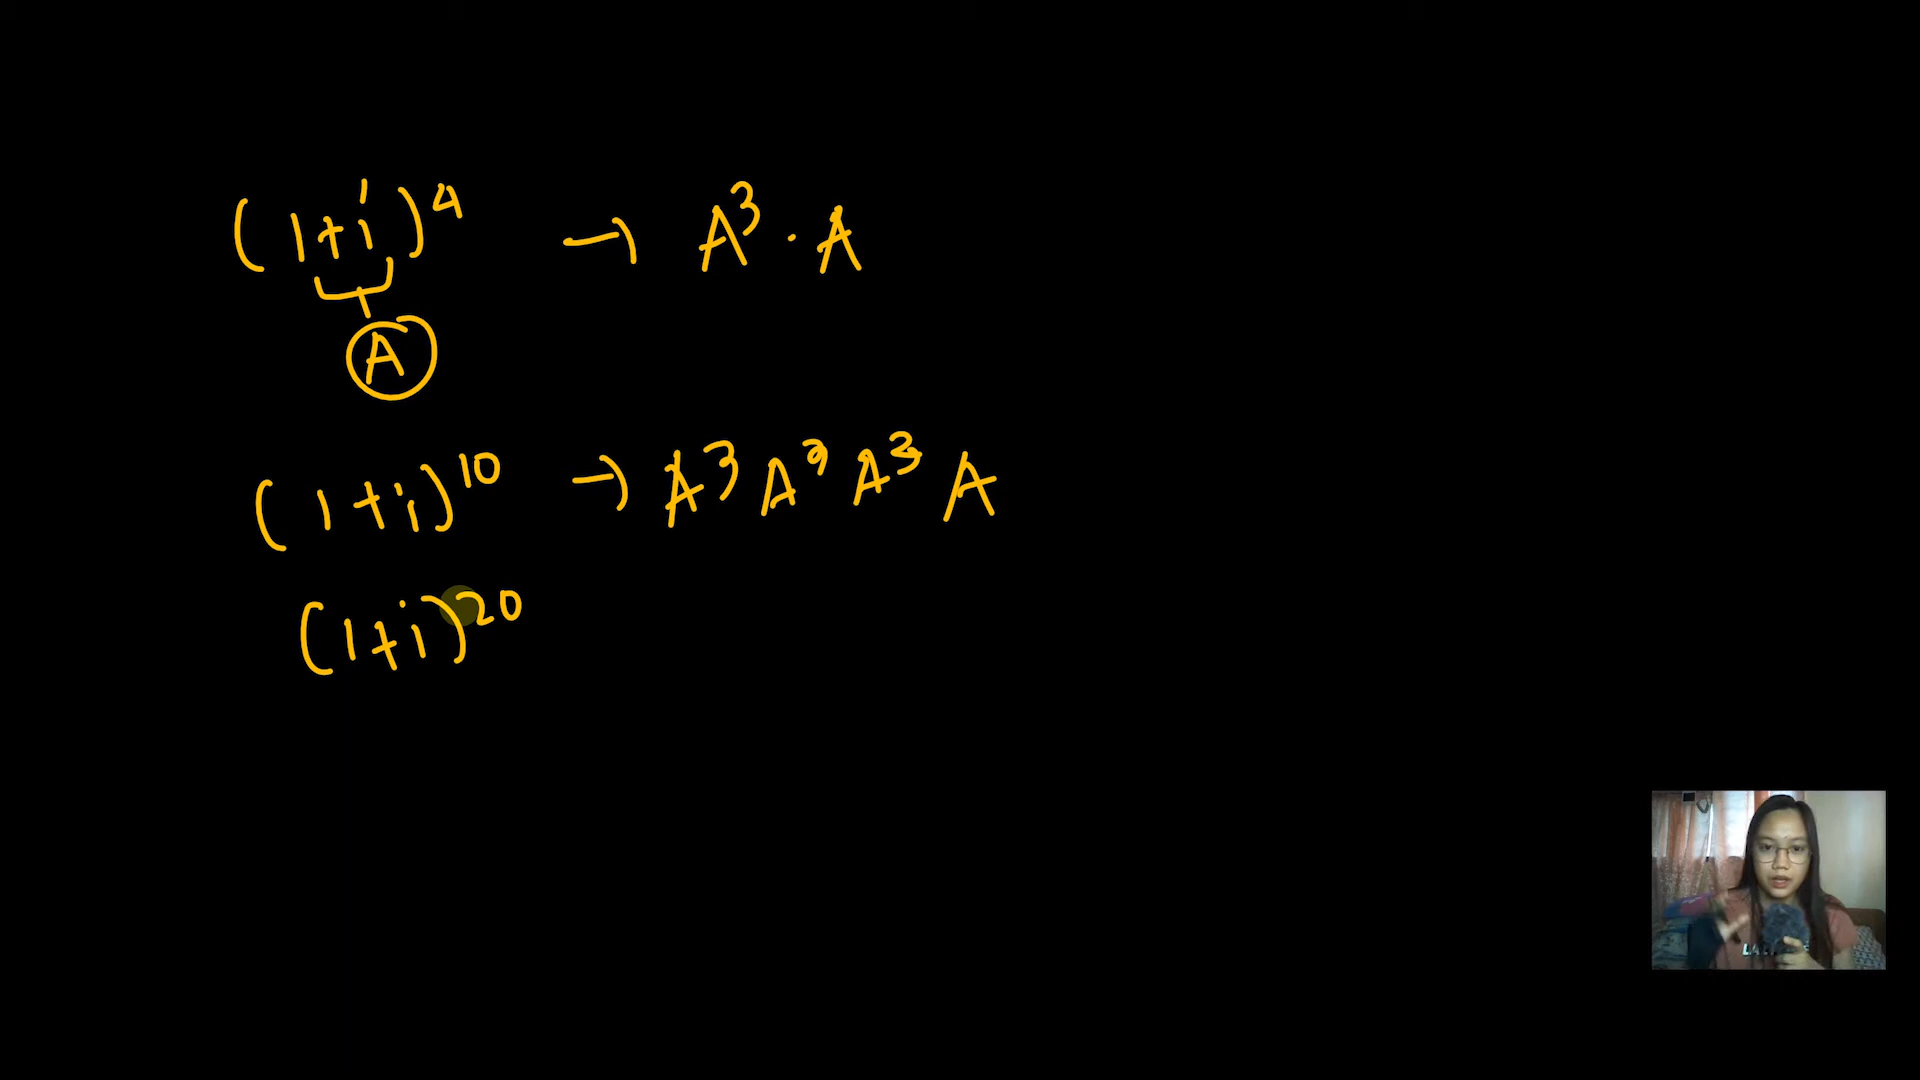 (1+i)⁴ → A³ · A
A
(1+i)¹⁰ → A³ A³ A³ A
(1+i)²⁰